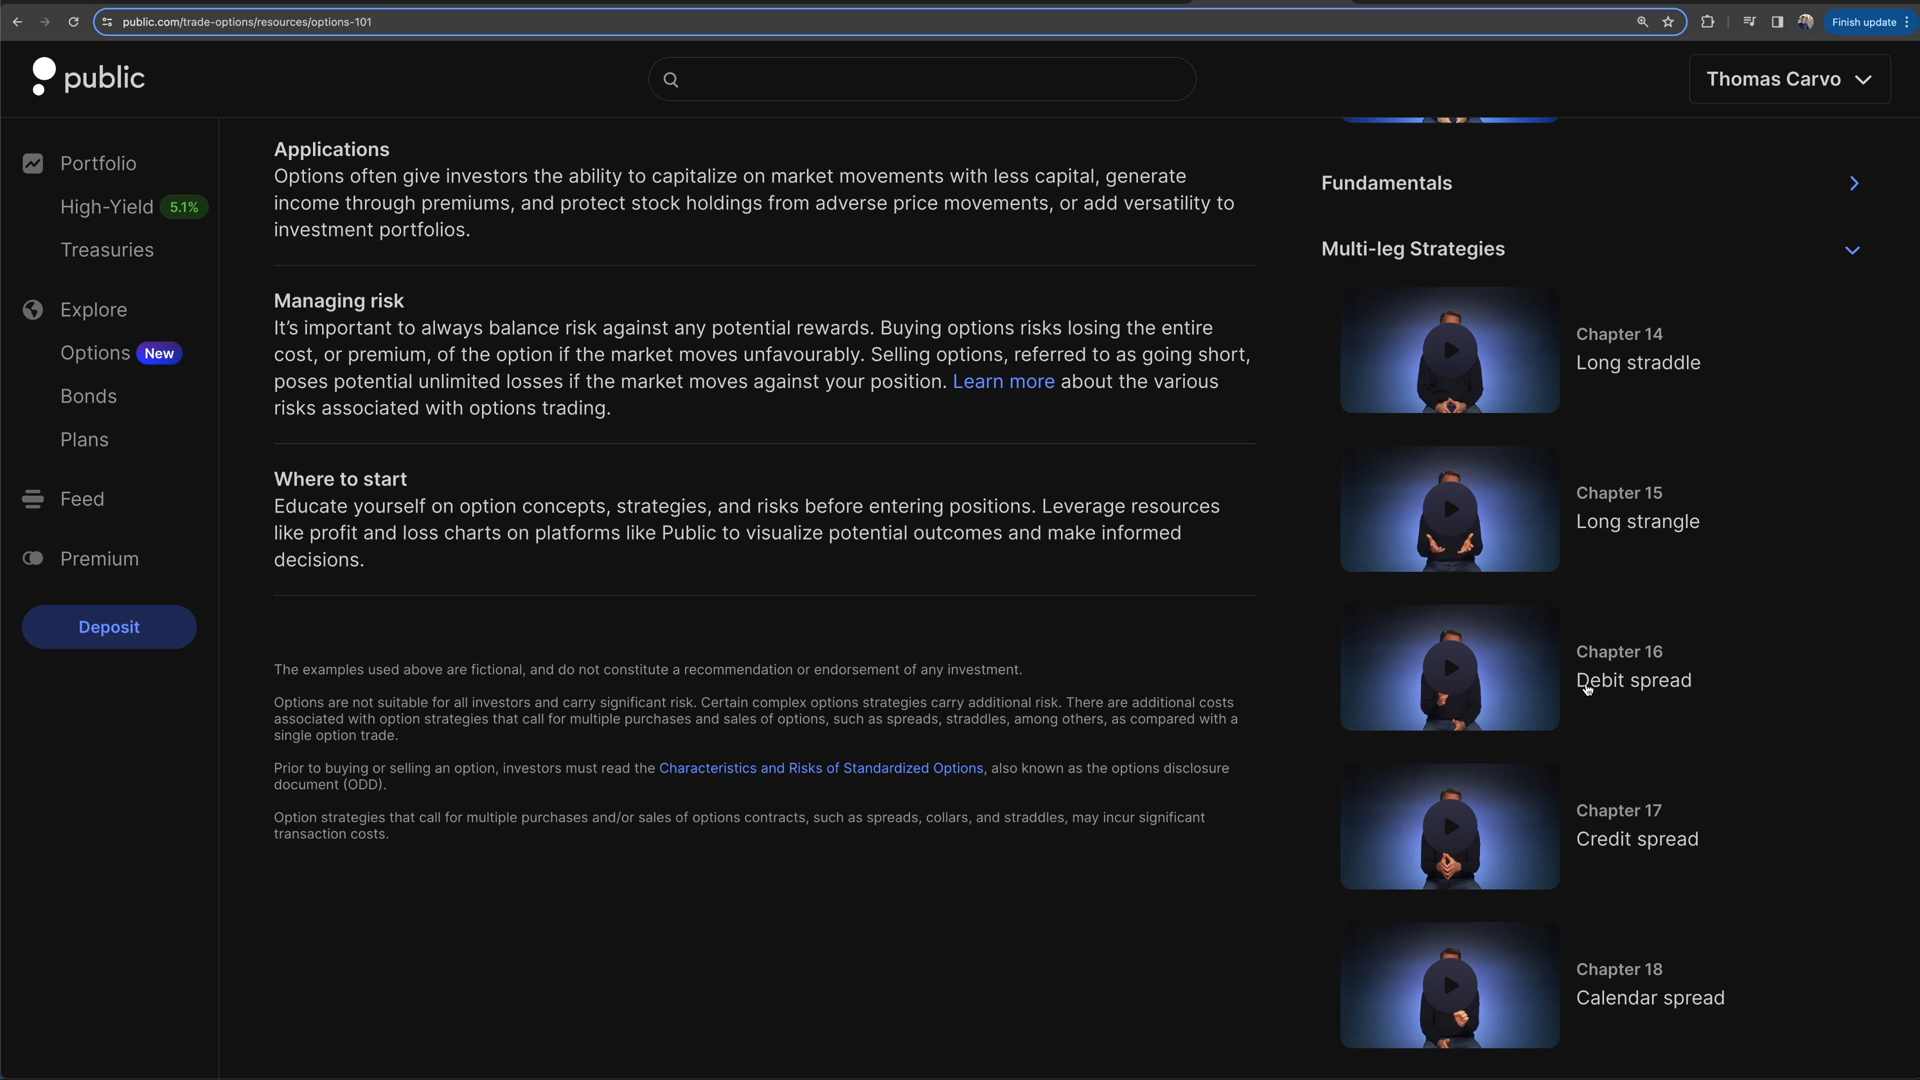 public.com/trade-options/resources/options-101
Finish update
public
Thomas Carvo
Portfolio
High-Yield 5.1%
Treasuries
Explore
Options New
Bonds
Plans
Feed
Premium
Deposit
Applications
Options often give investors the ability to capitalize on market movements with less capital, generate
income through premiums, and protect stock holdings from adverse price movements, or add versatility to
investment portfolios.
Managing risk
It’s important to always balance risk against any potential rewards. Buying options risks losing the entire
cost, or premium, of the option if the market moves unfavourably. Selling options, referred to as going short,
poses potential unlimited losses if the market moves against your position. Learn more about the various
risks associated with options trading.
Where to start
Educate yourself on option concepts, strategies, and risks before entering positions. Leverage resources
like profit and loss charts on platforms like Public to visualize potential outcomes and make informed
decisions.
The examples used above are fictional, and do not constitute a recommendation or endorsement of any investment.
Options are not suitable for all investors and carry significant risk. Certain complex options strategies carry additional risk. There are additional costs
associated with option strategies that call for multiple purchases and sales of options, such as spreads, straddles, among others, as compared with a
single option trade.
Prior to buying or selling an option, investors must read the Characteristics and Risks of Standardized Options, also known as the options disclosure
document (ODD).
Option strategies that call for multiple purchases and/or sales of options contracts, such as spreads, collars, and straddles, may incur significant
transaction costs.
Fundamentals
Multi-leg Strategies
Chapter 14
Long straddle
Chapter 15
Long strangle
Chapter 16
Debit spread
Chapter 17
Credit spread
Chapter 18
Calendar spread